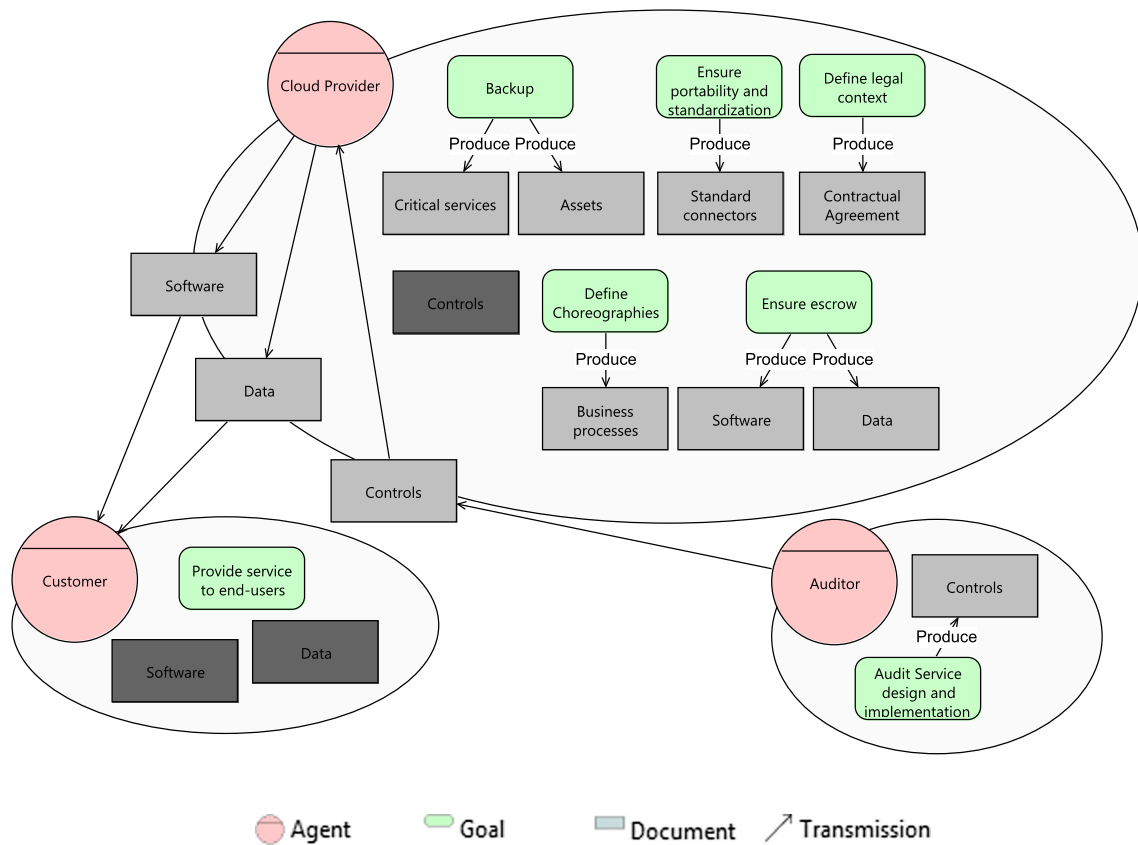 Cloud Provider
Backup
Ensure
portability and
standardization
Define legal
context
Produce
Produce
Produce
Produce
Critical services
Assets
Standard
connectors
Contractual
Agreement
Software
Controls
Define
Choreographies
Ensure escrow
Produce
Produce
Produce
Data
Business
processes
Software
Data
Controls
Customer
Provide service
to end-users
Software
Data
Auditor
Controls
Produce
Audit Service
design and
implementation
Agent
Goal
Document
Transmission